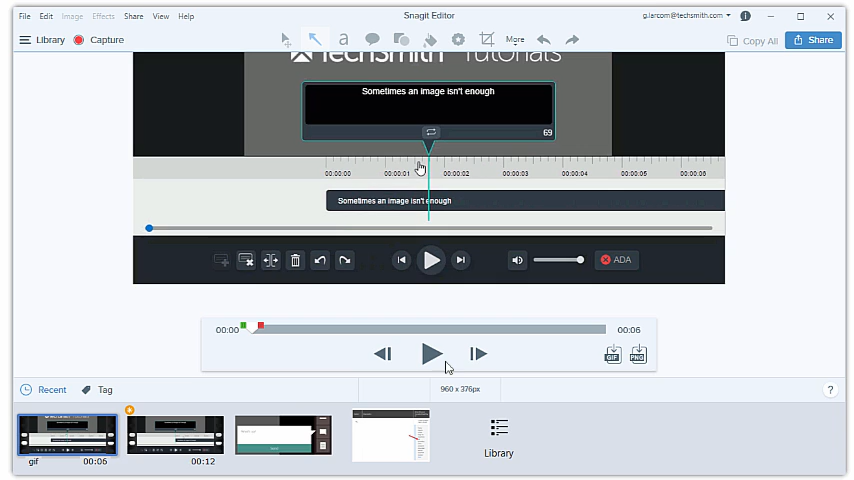 File Edit Image Effects Share View Help
Snagit Editor
g.larcom@techsmith.com
Library Capture
a
More
Copy All
Share
TechSmith Tutorials
Sometimes an image isn't enough
69
00:00:00 00:00:01 00:00:02 00:00:03 00:00:04 00:00:05 00:00:06
Sometimes an image isn't enough
ADA
00:00
00:06
GIF PNG
Recent Tag
960 x 376px
?
gif 00:06
00:12
Library